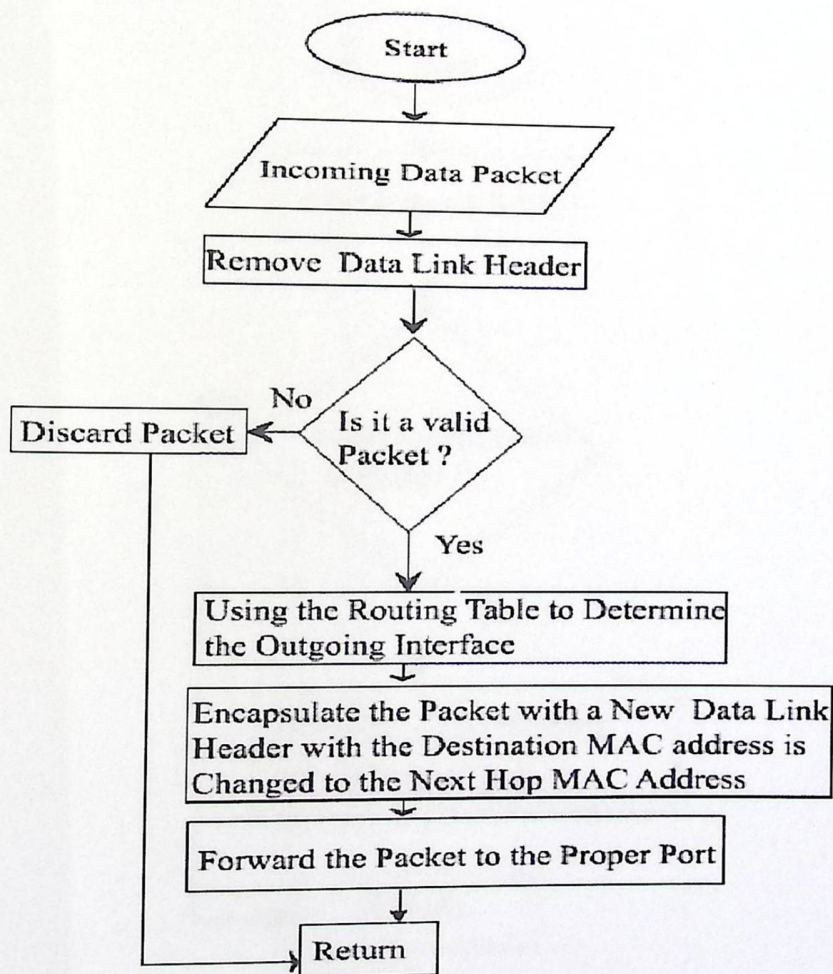 Start
Incoming Data Packet
Remove Data Link Header
No
Is it a valid
Packet ?
Discard Packet
Yes
Using the Routing Table to Determine
the Outgoing Interface
Encapsulate the Packet with a New Data Link
Header with the Destination MAC address is
Changed to the Next Hop MAC Address
Forward the Packet to the Proper Port
Return